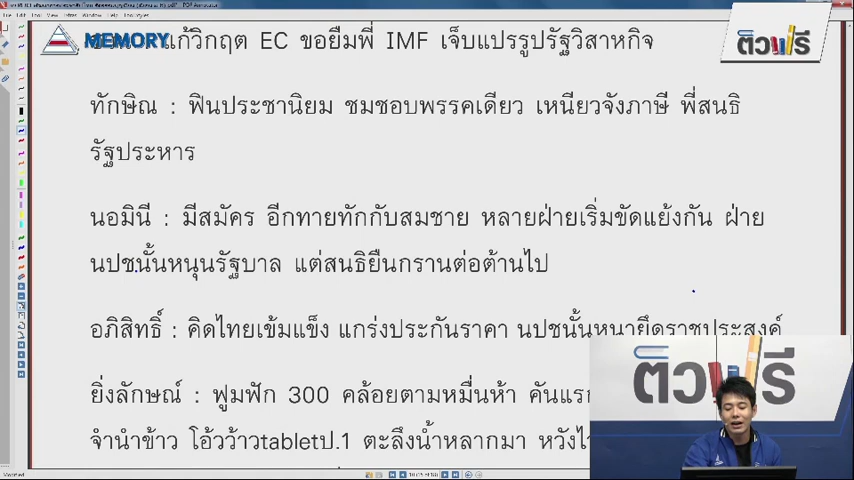 MEMORY
แก้วิกฤต EC ขอยืมพี่ IMF เจ็บแปรรูปรัฐวิสาหกิจ
ติวฟรี
ทักษิณ : ฟินประชานิยม ชมชอบพรรคเดียว เหนียวจังภาษี พี่สนธิ
รัฐประหาร
นอมินี : มีสมัคร อีกทายทักกับสมชาย หลายฝ่ายเริ่มขัดแย้งกัน ฝ่าย
นปชนั้นหนุนรัฐบาล แต่สนธิยืนกรานต่อต้านไป
อภิสิทธิ์ : คิดไทยเข้มแข็ง แกร่งประกันราคา นปชนั้นหนายึดราชประสงค์
ยิ่งลักษณ์ : ฟูมฟัก 300 คล้อยตามหมื่นห้า
จำนำข้าว โอ้วว้าวtabletป.1 ตะลึงน้ำหลากมา
ติวฟรี